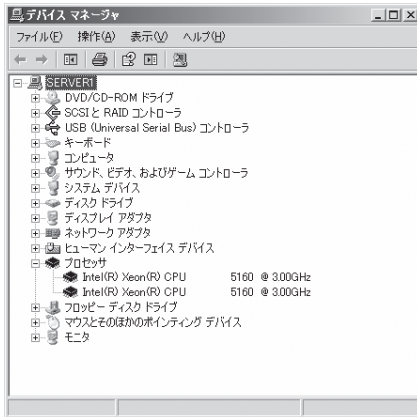 デバイス マネージャ
ファイル(F) 操作(A) 表示(V) ヘルプ(H)
SERVER1
DVD/CD-ROM ドライブ
SCSI と RAID コントローラ
USB (Universal Serial Bus) コントローラ
キーボード
コンピュータ
サウンド、ビデオ、およびゲーム コントローラ
システム デバイス
ディスク ドライブ
ディスプレイ アダプタ
ネットワーク アダプタ
ヒューマン インターフェイス デバイス
プロセッサ
Intel(R) Xeon(R) CPU 5160 @ 3.00GHz
Intel(R) Xeon(R) CPU 5160 @ 3.00GHz
フロッピー ディスク ドライブ
マウスとそのほかのポインティング デバイス
モニタ